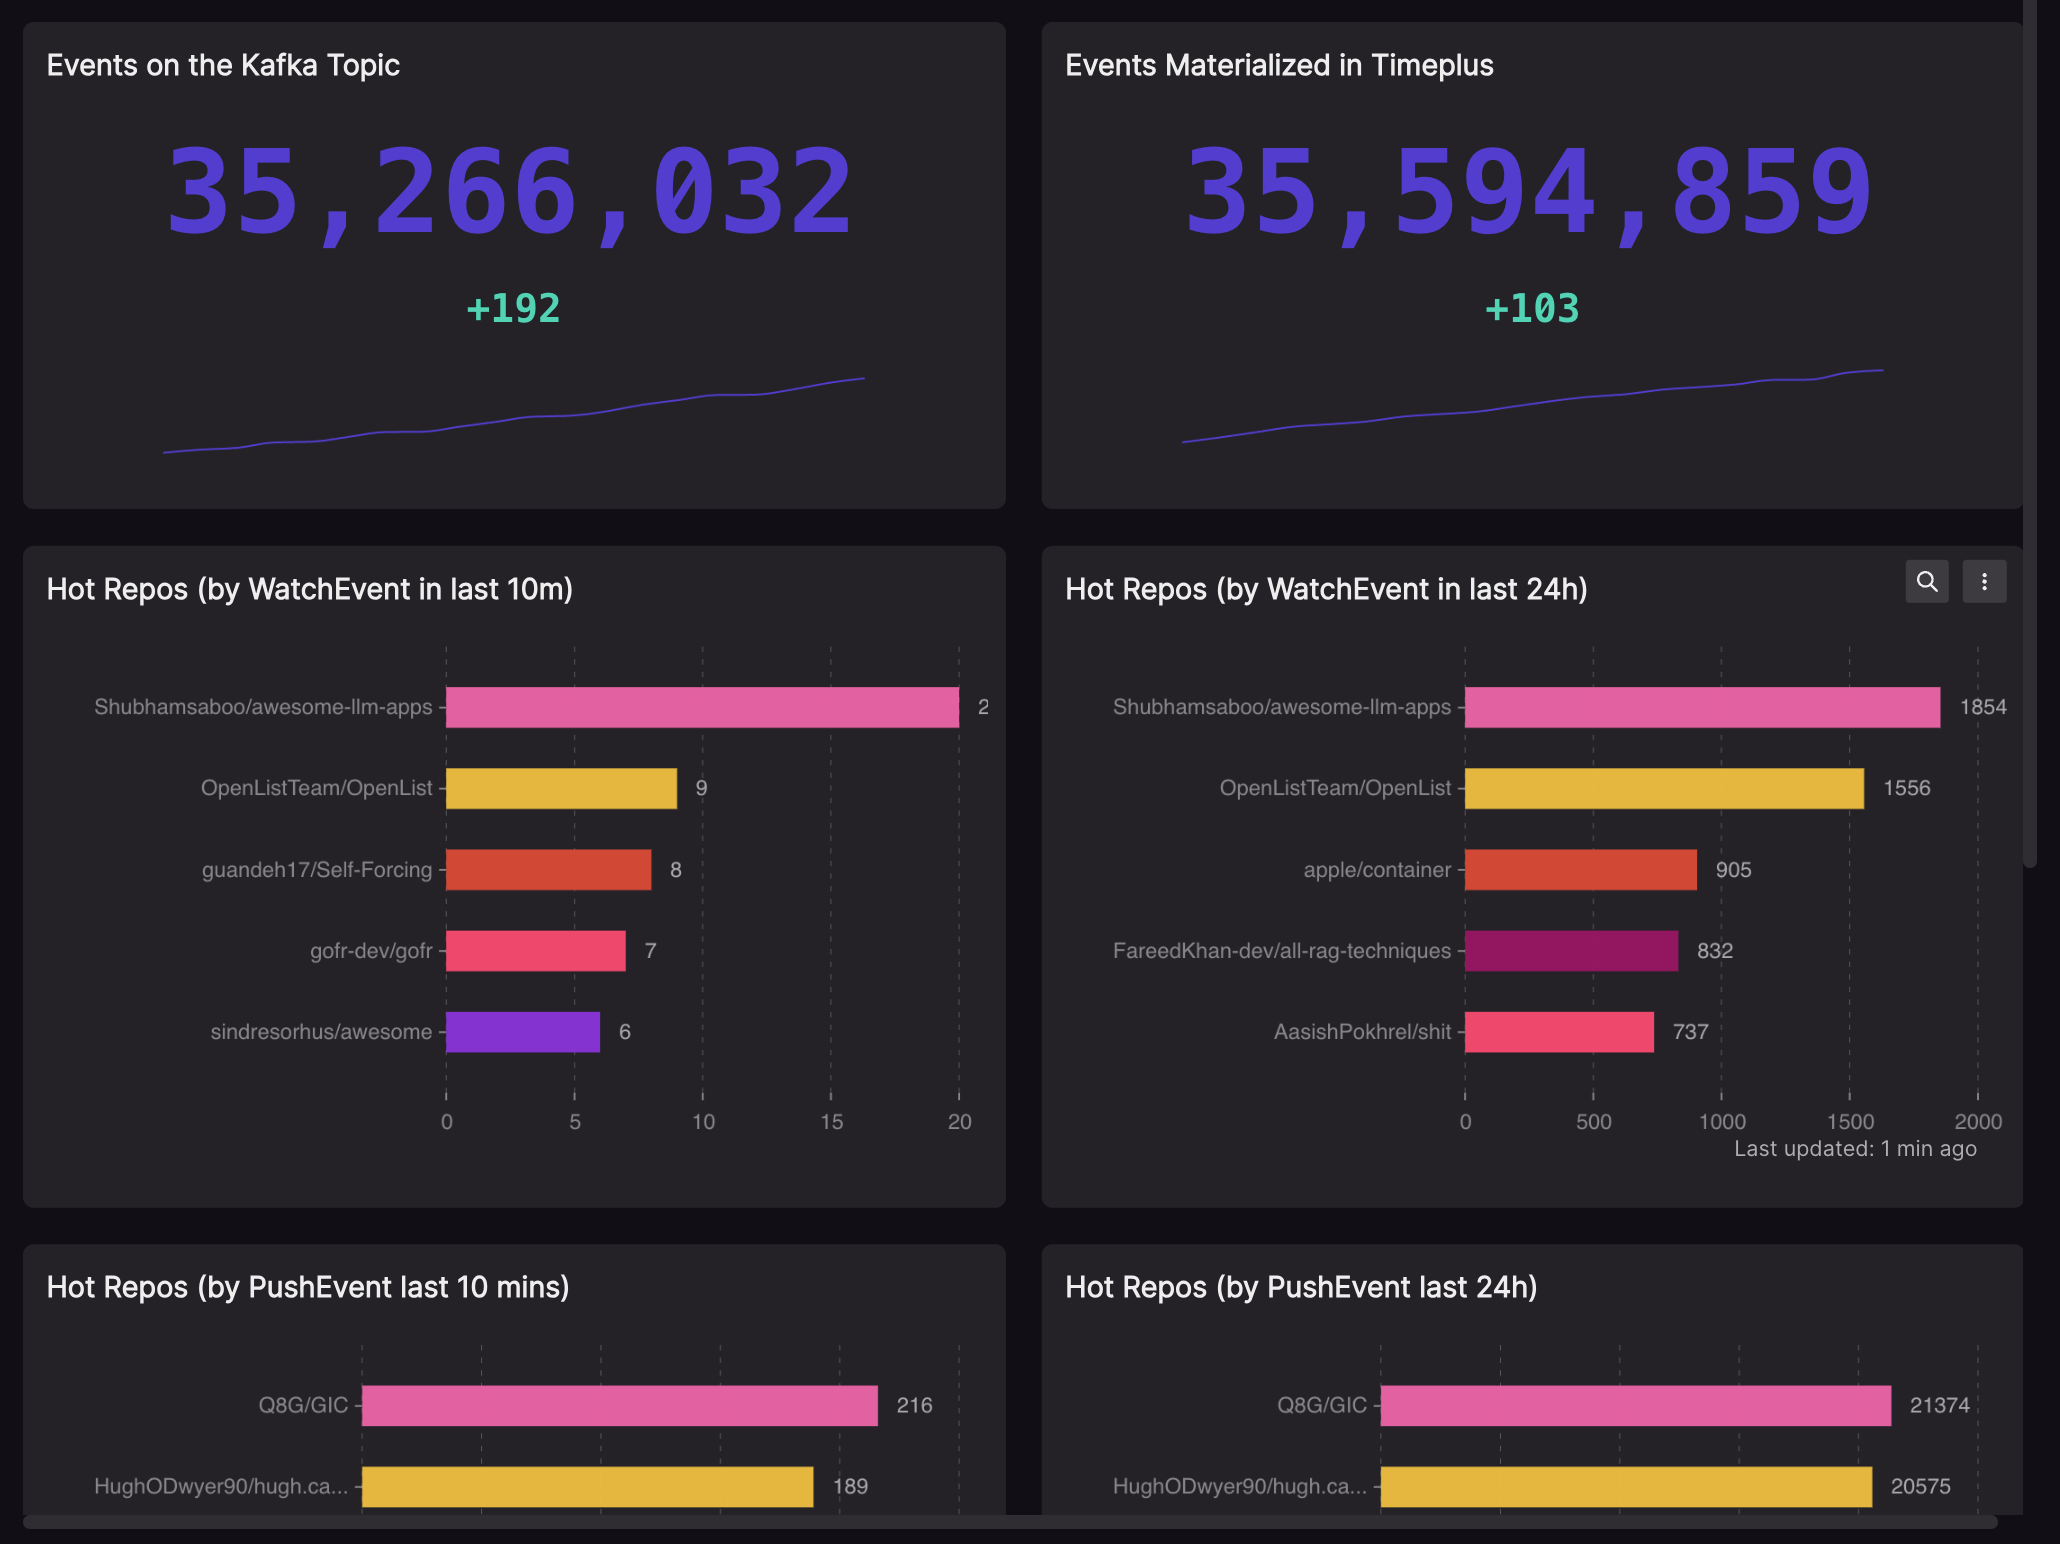 Events on the Kafka Topic
35,266,032
+192
Events Materialized in Timeplus
35,594,859
+103
Hot Repos (by WatchEvent in last 10m)
Shubhamsaboo/awesome-llm-apps 2
OpenListTeam/OpenList 9
guandeh17/Self-Forcing 8
gofr-dev/gofr 7
sindresorhus/awesome 6
0 5 10 15 20
Hot Repos (by WatchEvent in last 24h)
Shubhamsaboo/awesome-llm-apps 1854
OpenListTeam/OpenList 1556
apple/container 905
FareedKhan-dev/all-rag-techniques 832
AasishPokhrel/shit 737
0 500 1000 1500 2000
Last updated: 1 min ago
Hot Repos (by PushEvent last 10 mins)
Q8G/GIC 216
HughODwyer90/hugh.ca... 189
Hot Repos (by PushEvent last 24h)
Q8G/GIC 21374
HughODwyer90/hugh.ca... 20575